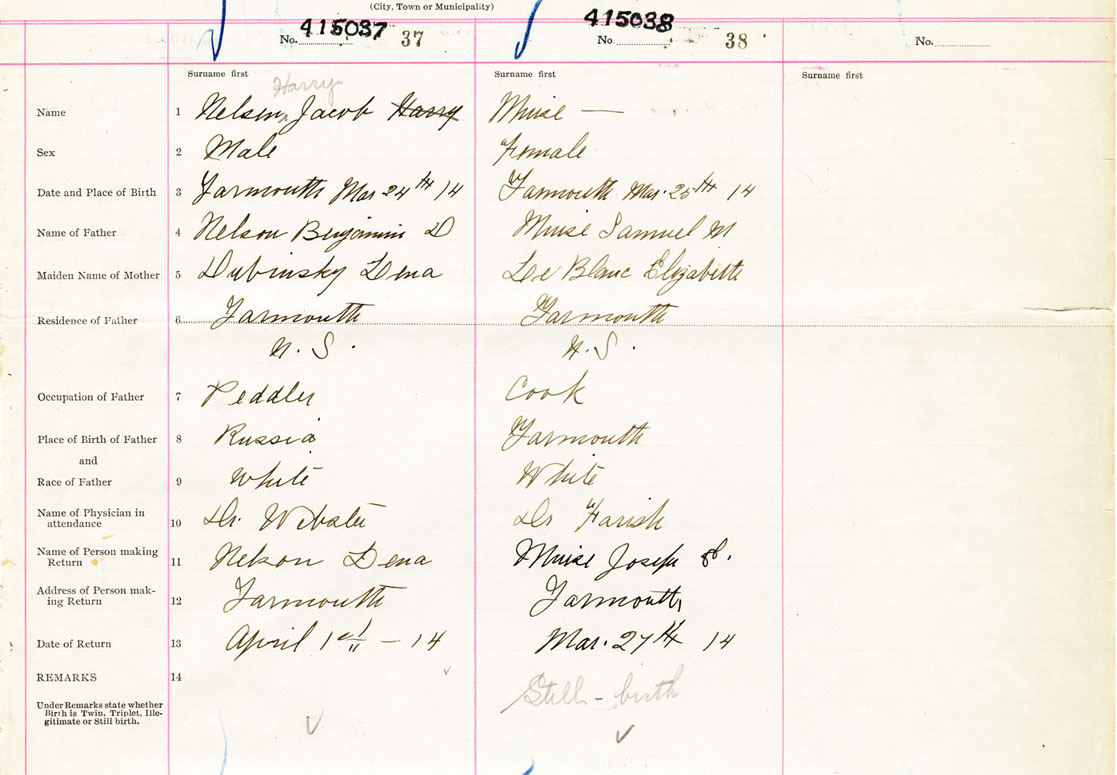 (City, Town or Municipality)
No. 415037 37
No. 415038 38
No.
Surname first Surname first Surname first
Harry
Name 1 Nelson ^ Jacob Harry Muise —
Sex 2 Male Female
Date and Place of Birth 3 Yarmouth Mar 24th 14 Yarmouth Mar. 25th 14
Name of Father 4 Nelson Benjamin D Muise Samuel M
Maiden Name of Mother 5 Dubinsky Dena Le Blanc Elizabeth
Residence of Father 6 Yarmouth Yarmouth
N. S. N. S.
Occupation of Father 7 Peddler Cook
Place of Birth of Father 8 Russia Yarmouth
and
Race of Father 9 White White
Name of Physician in
attendance 10 Dr. Webster Dr Farish
Name of Person making
Return 11 Nelson Dena Muise Joseph
Address of Person mak-
ing Return 12 Yarmouth Yarmouth
Date of Return 13 April 1st — 14 Mar. 27th 14
REMARKS 14
Still-birth
Under Remarks state whether
Birth is Twin, Triplet, Ille-
gitimate or Still birth.